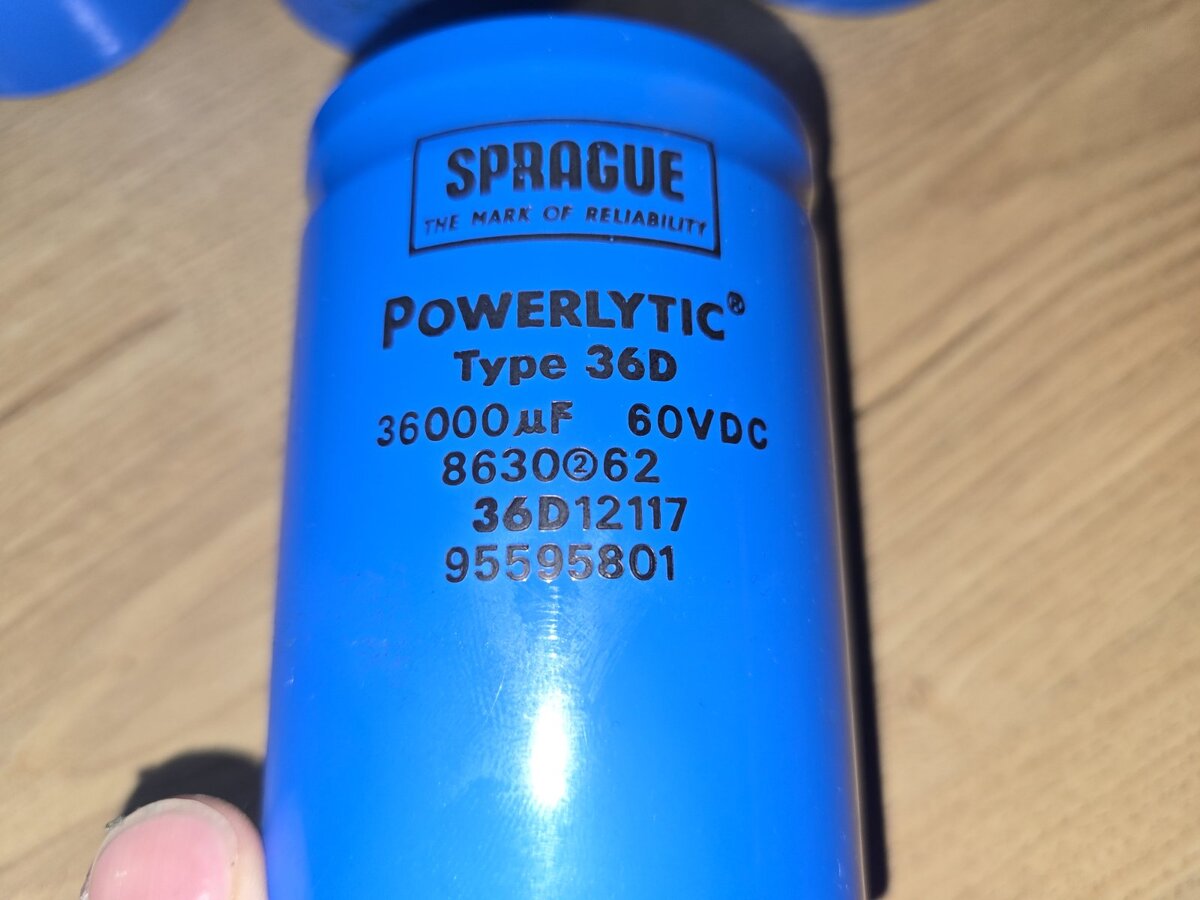 SPRAGUE
THE MARK OF RELIABILITY
POWERLYTIC®
Type 36D
36000µF 60VDC
8630②62
36D12117
95595801